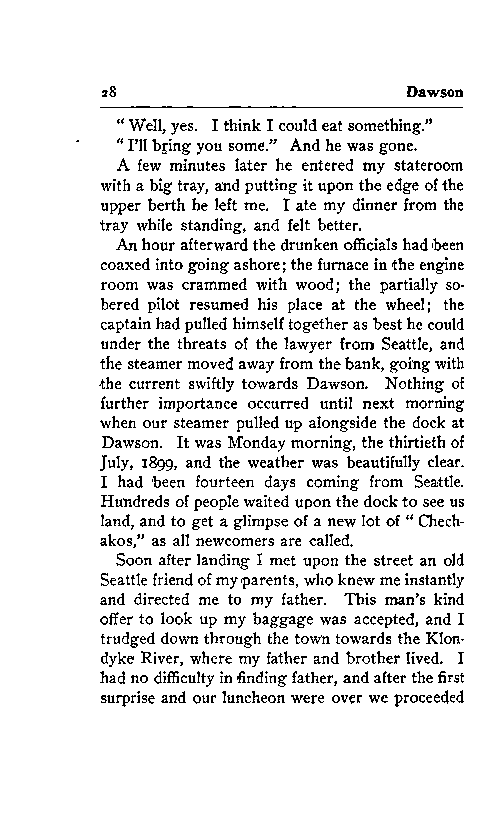 28 Dawson
“ Well, yes. I think I could eat something.”
“ I’ll bring you some.” And he was gone.
A few minutes later he entered my stateroom
with a big tray, and putting it upon the edge of the
upper berth he left me. I ate my dinner from the
tray while standing, and felt better.
An hour afterward the drunken officials had been
coaxed into going ashore; the furnace in the engine
room was crammed with wood; the partially so-
bered pilot resumed his place at the wheel; the
captain had pulled himself together as best he could
under the threats of the lawyer from Seattle, and
the steamer moved away from the bank, going with
the current swiftly towards Dawson. Nothing of
further importance occurred until next morning
when our steamer pulled up alongside the dock at
Dawson. It was Monday morning, the thirtieth of
July, 1899, and the weather was beautifully clear.
I had been fourteen days coming from Seattle.
Hundreds of people waited upon the dock to see us
land, and to get a glimpse of a new lot of “ Chech-
akos,” as all newcomers are called.
Soon after landing I met upon the street an old
Seattle friend of my parents, who knew me instantly
and directed me to my father. This man’s kind
offer to look up my baggage was accepted, and I
trudged down through the town towards the Klon-
dyke River, where my father and brother lived. I
had no difficulty in finding father, and after the first
surprise and our luncheon were over we proceeded